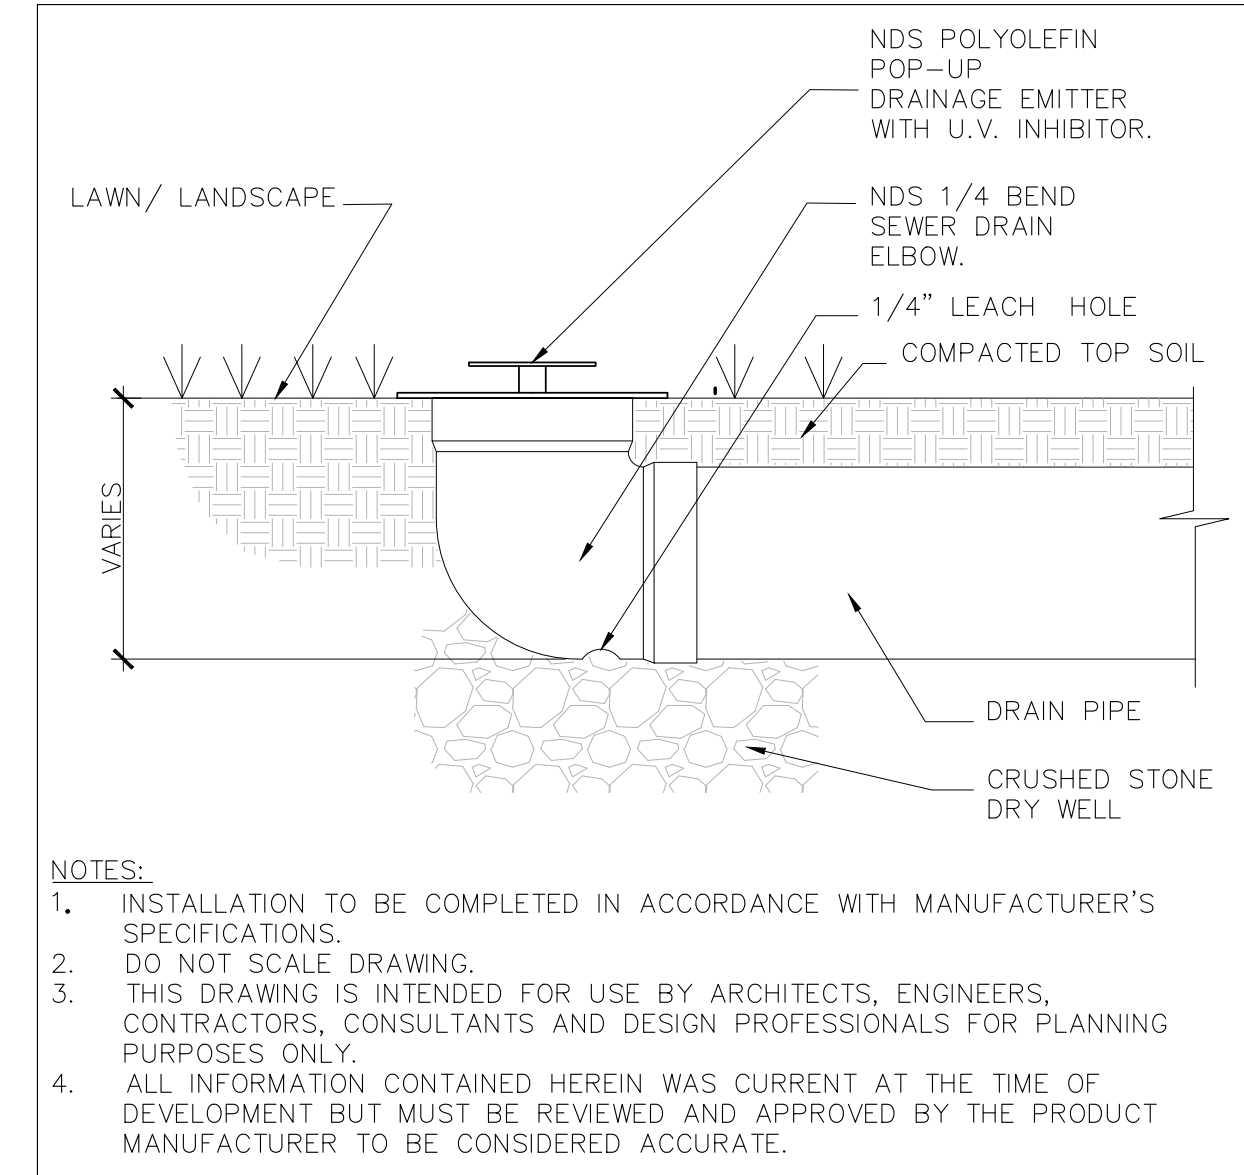 NDS POLYOLEFIN
POP-UP
DRAINAGE EMITTER
WITH U.V. INHIBITOR.
LAWN/ LANDSCAPE
NDS 1/4 BEND
SEWER DRAIN
ELBOW.
1/4" LEACH HOLE
COMPACTED TOP SOIL
VARIES
DRAIN PIPE
CRUSHED STONE
DRY WELL
NOTES:
1. INSTALLATION TO BE COMPLETED IN ACCORDANCE WITH MANUFACTURER'S
SPECIFICATIONS.
2. DO NOT SCALE DRAWING.
3. THIS DRAWING IS INTENDED FOR USE BY ARCHITECTS, ENGINEERS,
CONTRACTORS, CONSULTANTS AND DESIGN PROFESSIONALS FOR PLANNING
PURPOSES ONLY.
4. ALL INFORMATION CONTAINED HEREIN WAS CURRENT AT THE TIME OF
DEVELOPMENT BUT MUST BE REVIEWED AND APPROVED BY THE PRODUCT
MANUFACTURER TO BE CONSIDERED ACCURATE.